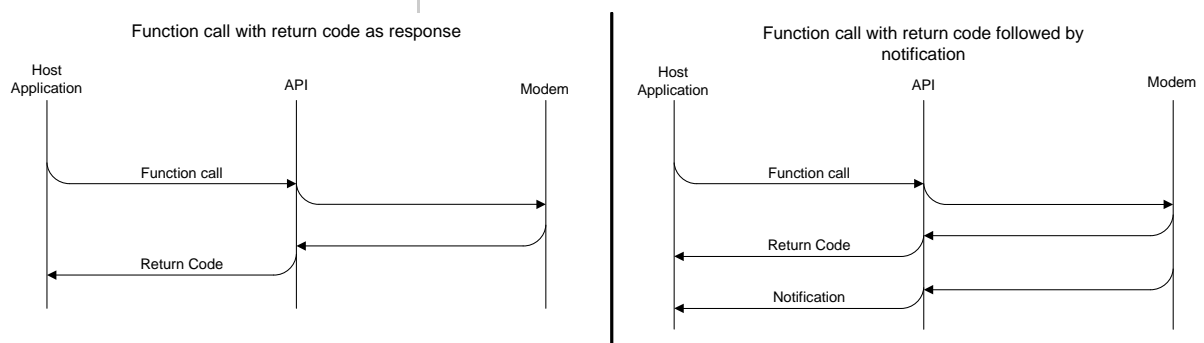 Function call with return code as response
Host
Application
API
Modem
Function call
Return Code
Function call with return code followed by
notification
Host
Application
API
Modem
Function call
Return Code
Notification